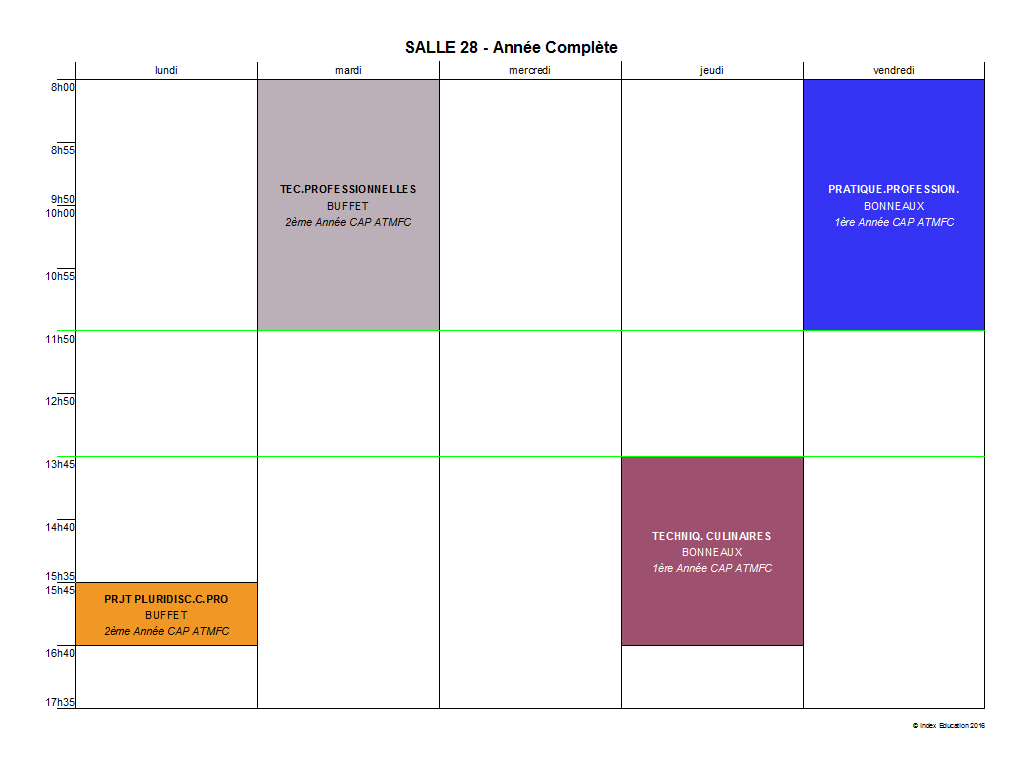 SALLE 28 - Année Complète
lundi
mardi
mercredi
jeudi
vendredi
8h00
8h55
9h50
10h00
10h55
11h50
12h50
13h45
14h40
15h35
15h45
16h40
17h35
TEC.PROFESSIONNELLES
BUFFET
2ème Année CAP ATMFC
PRATIQUE.PROFESSION.
BONNEAUX
1ère Année CAP ATMFC
TECHNIQ. CULINAIRES
BONNEAUX
1ère Année CAP ATMFC
PRJT PLURIDISC.C.PRO
BUFFET
2ème Année CAP ATMFC
© Index Education 2016